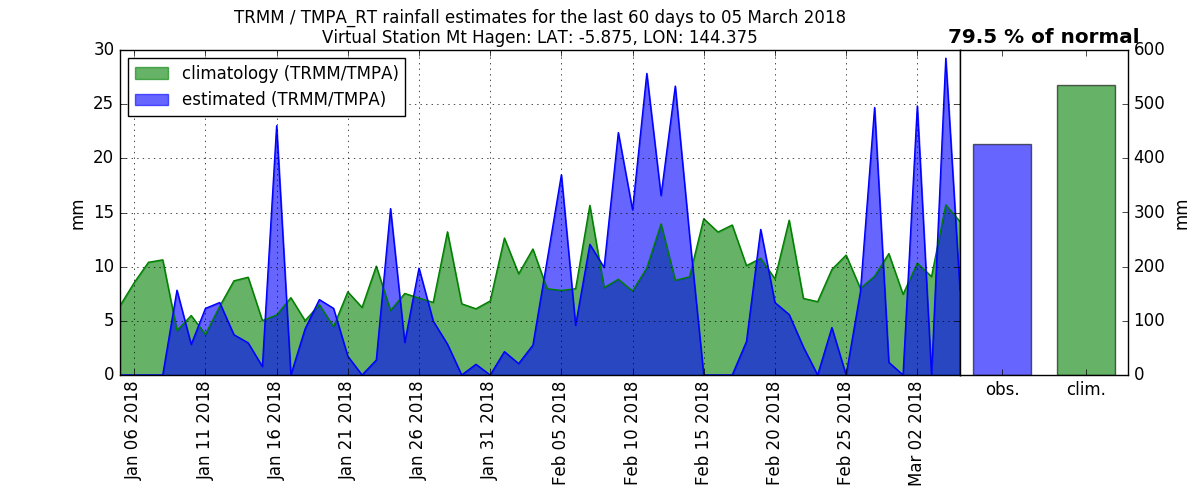 TRMM / TMPA_RT rainfall estimates for the last 60 days to 05 March 2018
Virtual Station Mt Hagen: LAT: -5.875, LON: 144.375
79.5 % of normal
climatology (TRMM/TMPA)
estimated (TRMM/TMPA)
30
25
20
15
10
5
0
mm
Jan 06 2018
Jan 11 2018
Jan 16 2018
Jan 21 2018
Jan 26 2018
Jan 31 2018
Feb 05 2018
Feb 10 2018
Feb 15 2018
Feb 20 2018
Feb 25 2018
Mar 02 2018
600
500
400
300
200
100
0
mm
obs.
clim.